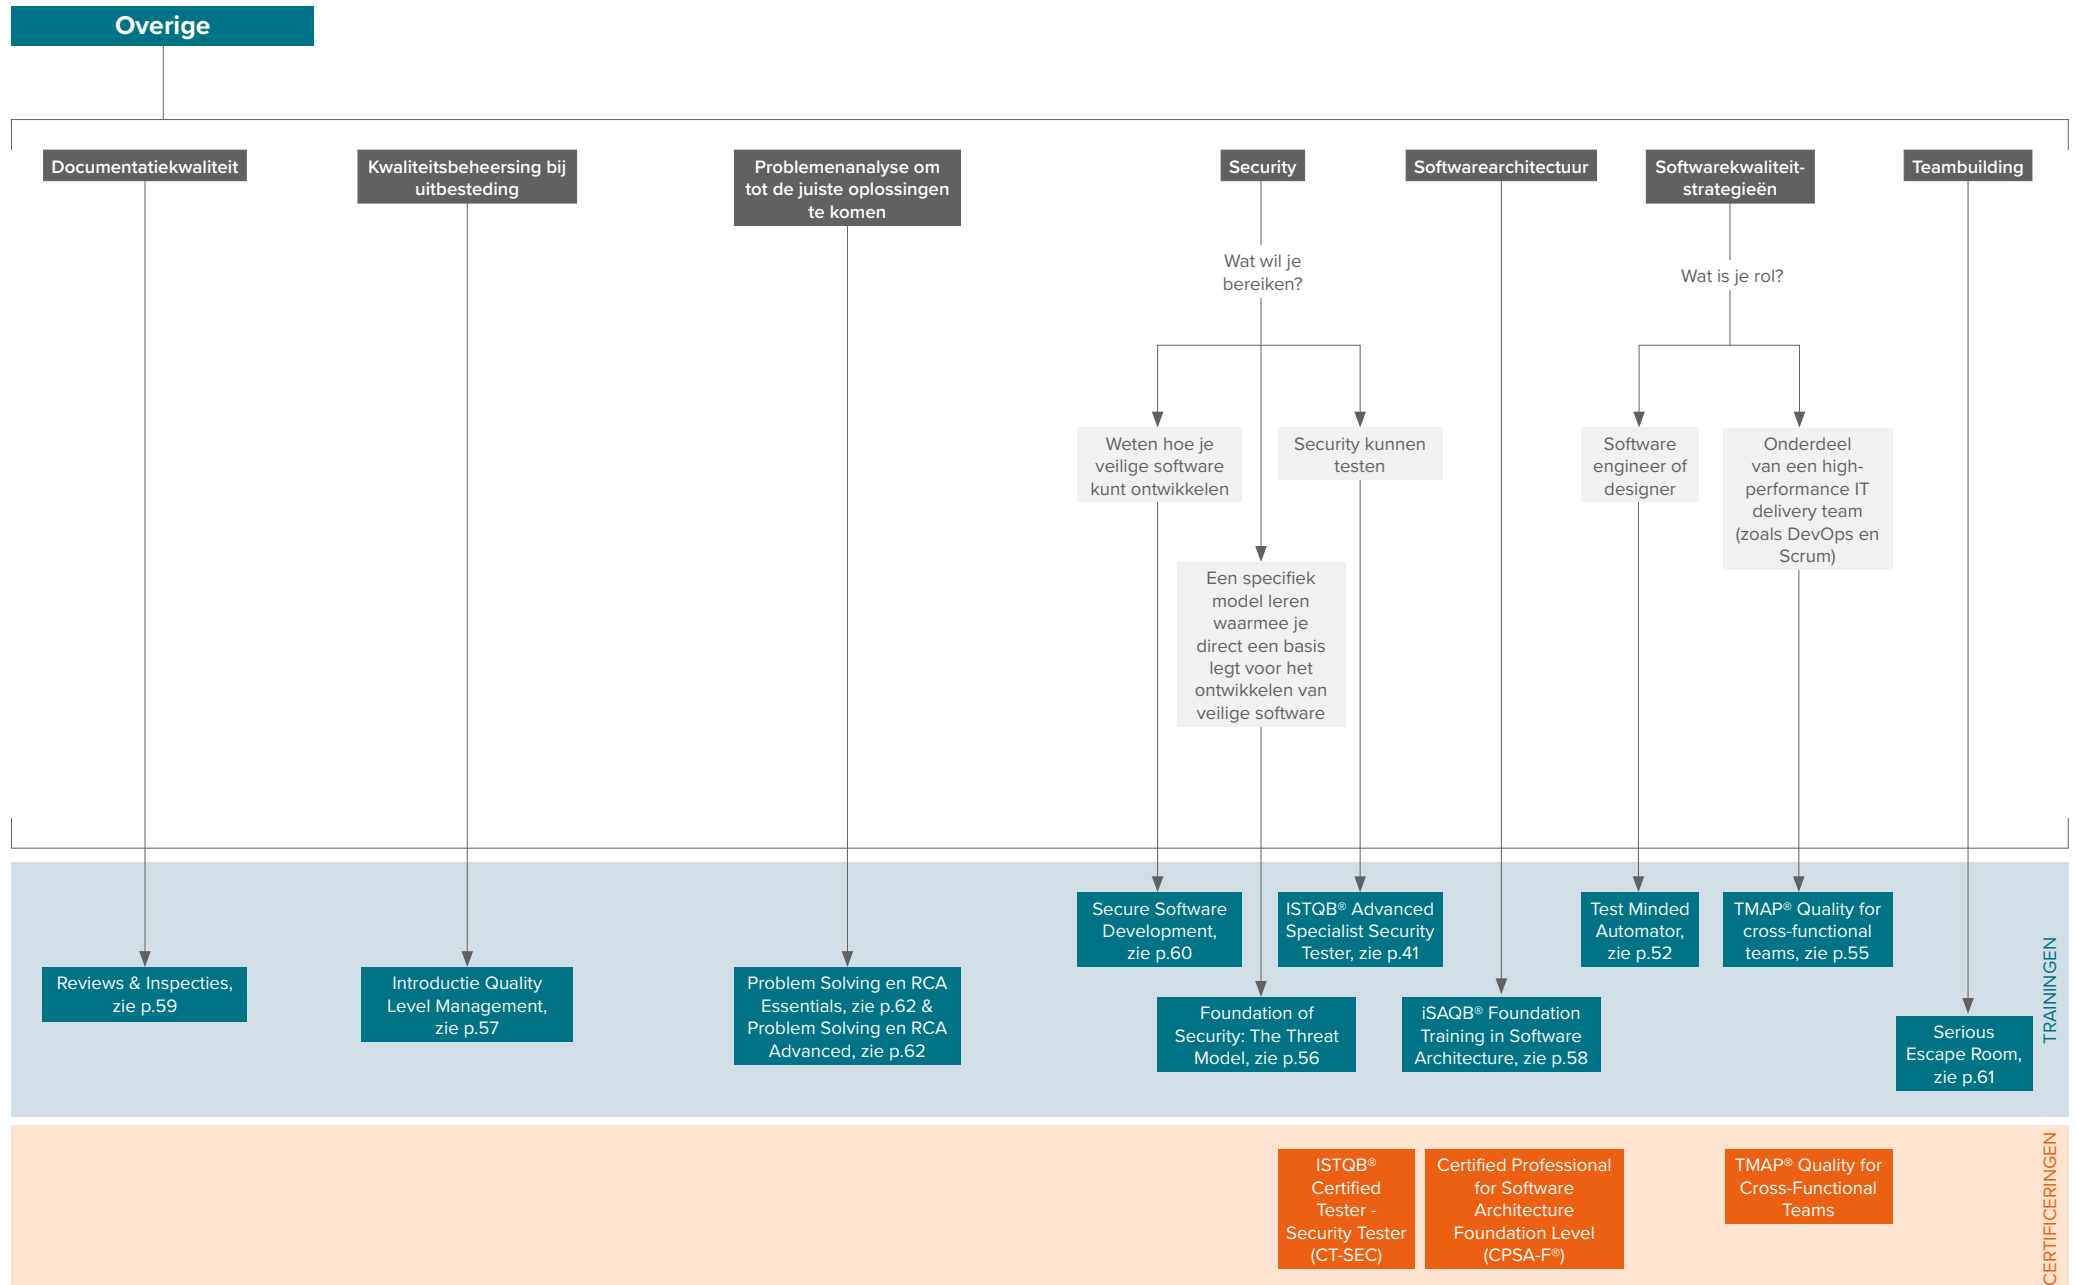 Overige
Documentatiekwaliteit
Kwaliteitsbeheersing bij
uitbesteding
Problemenanalyse om
tot de juiste oplossingen
te komen
Security
Softwarearchitectuur
Softwarekwaliteit-
strategieën
Teambuilding
Wat wil je
bereiken?
Wat is je rol?
Weten hoe je
veilige software
kunt ontwikkelen
Security kunnen
testen
Software
engineer of
designer
Onderdeel
van een high-
performance IT
delivery team
(zoals DevOps en
Scrum)
Een specifiek
model leren
waarmee je
direct een basis
legt voor het
ontwikkelen van
veilige software
Secure Software
Development,
zie p.60
ISTQB® Advanced
Specialist Security
Tester, zie p.41
Test Minded
Automator,
zie p.52
TMAP® Quality for
cross-functional
teams, zie p.55
Reviews & Inspecties,
zie p.59
Introductie Quality
Level Management,
zie p.57
Problem Solving en RCA
Essentials, zie p.62 &
Problem Solving en RCA
Advanced, zie p.62
Foundation of
Security: The Threat
Model, zie p.56
iSAQB® Foundation
Training in Software
Architecture, zie p.58
Serious
Escape Room,
zie p.61
TRAININGEN
ISTQB®
Certified
Tester -
Security Tester
(CT-SEC)
Certified Professional
for Software
Architecture
Foundation Level
(CPSA-F®)
TMAP® Quality for
Cross-Functional
Teams
CERTIFICERINGEN